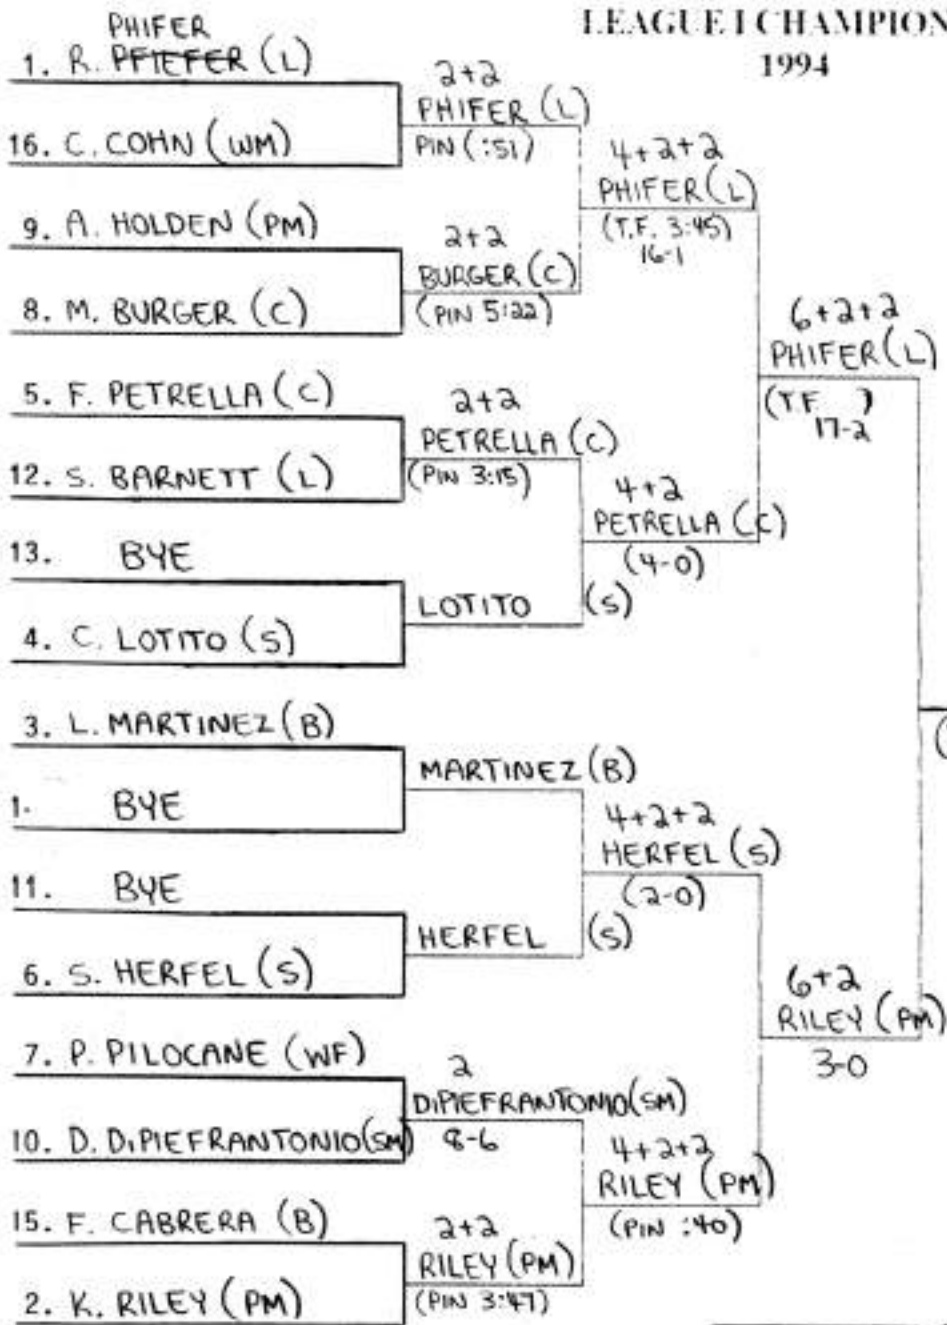 LEAGUE I CHAMPION
1994
PHIFER
1. R. PFIEFER (L)
16. C. COHN (WM)
9. A. HOLDEN (PM)
8. M. BURGER (C)
5. F. PETRELLA (C)
12. S. BARNETT (L)
13. BYE
4. C. LOTITO (S)
3. L. MARTINEZ (B)
1. BYE
11. BYE
6. S. HERFEL (S)
7. P. PILOCANE (WF)
10. D. DiPIEFRANTONIO (SM)
15. F. CABRERA (B)
2. K. RILEY (PM)
2+2
PHIFER (L)
PIN (:51)
2+2
BURGER (C)
(PIN 5:22)
2+2
PETRELLA (C)
(PIN 3:15)
LOTITO (S)
MARTINEZ (B)
HERFEL (S)
2
DiPIEFRANTONIO (SM)
8-6
2+2
RILEY (PM)
(PIN 3:47)
4+2+2
PHIFER (L)
(T.F. 3:45)
16-1
4+2
PETRELLA (C)
(4-0)
4+2+2
HERFEL (S)
(2-0)
4+2+2
RILEY (PM)
(PIN :40)
6+2+2
PHIFER (L)
(T.F. )
17-2
6+2
RILEY (PM)
3-0
(